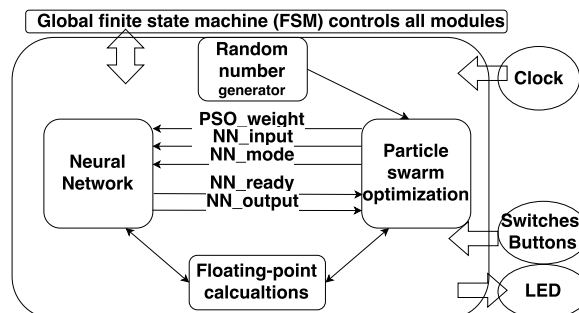 Global finite state machine (FSM) controls all modules
Random
number
generator
Clock
PSO_weight
NN_input
NN_mode
NN_ready
NN_output
Neural
Network
Particle
swarm
optimization
Switches
Buttons
Floating-point
calcualtions
LED